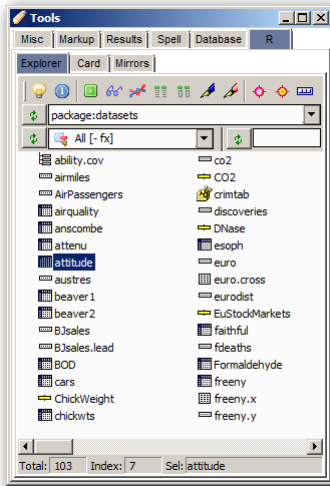 Tools
Misc Markup Results Spell Database R
Explorer Card Mirrors
package:datasets
All [- fx]
ability.cov
airmiles
AirPassengers
airquality
anscombe
attenu
attitude
austres
beaver1
beaver2
BJsales
BJsales.lead
BOD
cars
ChickWeight
chickwts
co2
CO2
crimtab
discoveries
DNase
esoph
euro
euro.cross
eurodist
EuStockMarkets
faithful
fdeaths
Formaldehyde
freeny
freeny.x
freeny.y
Total: 103 Index: 7 Sel: attitude